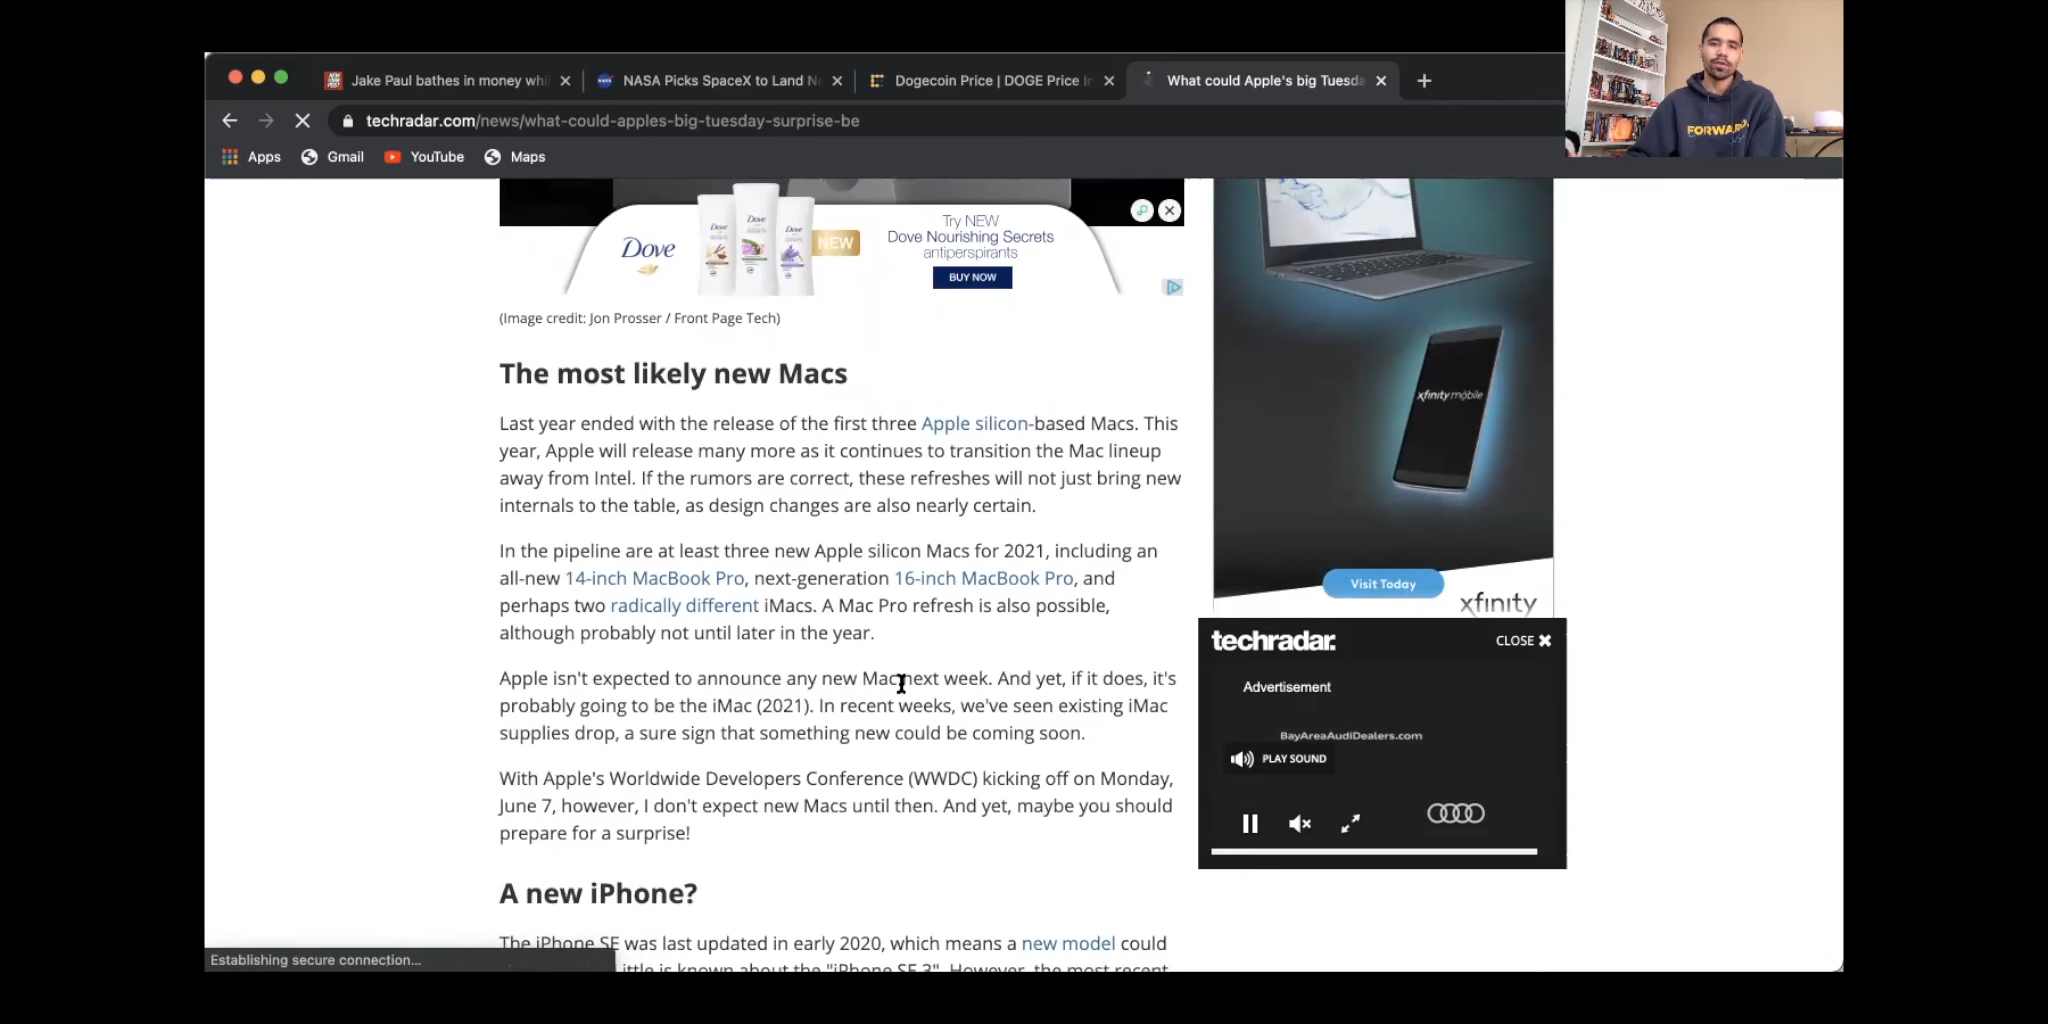 Jake Paul bathes in money whi
NASA Picks SpaceX to Land N
Dogecoin Price | DOGE Price In
What could Apple's big Tuesda
techradar.com/news/what-could-apples-big-tuesday-surprise-be
Apps
Gmail
YouTube
Maps
FORWARD
Dove
Dove
Dove
Dove
NEW
Try NEW
Dove Nourishing Secrets
antiperspirants
BUY NOW
(Image credit: Jon Prosser / Front Page Tech)
The most likely new Macs
Last year ended with the release of the first three Apple silicon-based Macs. This
year, Apple will release many more as it continues to transition the Mac lineup
away from Intel. If the rumors are correct, these refreshes will not just bring new
internals to the table, as design changes are also nearly certain.
In the pipeline are at least three new Apple silicon Macs for 2021, including an
all-new 14-inch MacBook Pro, next-generation 16-inch MacBook Pro, and
perhaps two radically different iMacs. A Mac Pro refresh is also possible,
although probably not until later in the year.
Apple isn't expected to announce any new Mac next week. And yet, if it does, it's
probably going to be the iMac (2021). In recent weeks, we've seen existing iMac
supplies drop, a sure sign that something new could be coming soon.
With Apple's Worldwide Developers Conference (WWDC) kicking off on Monday,
June 7, however, I don't expect new Macs until then. And yet, maybe you should
prepare for a surprise!
A new iPhone?
The iPhone SE was last updated in early 2020, which means a new model could
ittle is known about the "iPhone SE 3". However, the most recent
Establishing secure connection...
xfinity mobile
Visit Today
xfinity
techradar.
CLOSE
Advertisement
BayAreaAudiDealers.com
PLAY SOUND